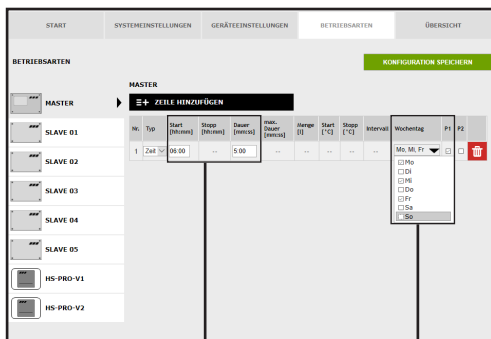 START SYSTEMEINSTELLUNGEN GERÄTEEINSTELLUNGEN BETRIEBSARTEN ÜBERSICHT
BETRIEBSARTEN KONFIGURATION SPEICHERN
MASTER
MASTER
ZEILE HINZUFÜGEN
SLAVE 01
SLAVE 02
SLAVE 03
SLAVE 04
SLAVE 05
HS-PRO-V1
HS-PRO-V2
Nr. Typ Start [hh:mm] Stopp [hh:mm] Dauer [mm:ss] max. Dauer [mm:ss] Menge [l] Start [°C] Stopp [°C] Intervall Wochentag P1 P2
1 Zeit 06:00 -- 5:00 -- -- -- -- -- Mo, Mi, Fr
Mo
Di
Mi
Do
Fr
Sa
So